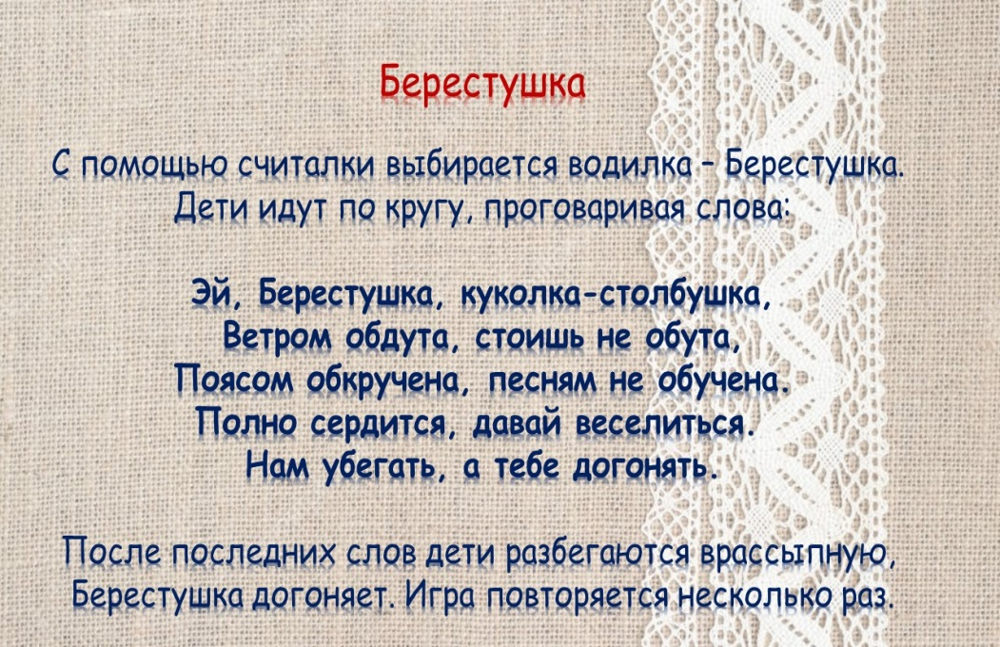 Берестушка
С помощью считалки выбирается водилка – Берестушка.
Дети идут по кругу, проговаривая слова:
Эй, Берестушка, куколка-столбушка,
Ветром обдута, стоишь не обута,
Поясом обкручена, песням не обучена.
Полно сердится, давай веселиться.
Нам убегать, а тебе догонять.
После последних слов дети разбегаются врассыпную,
Берестушка догоняет. Игра повторяется несколько раз.